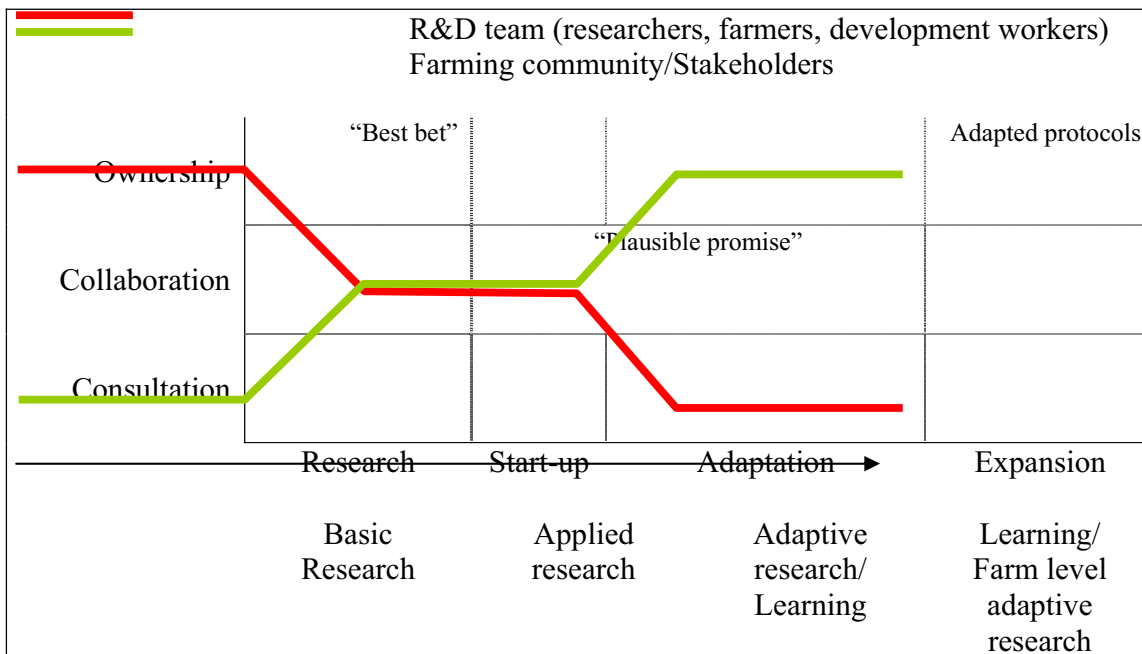 R&D team (researchers, farmers, development workers)
Farming community/Stakeholders
“Best bet”
Adapted protocols
Ownership
“Plausible promise”
Collaboration
Consultation
Research
Start-up
Adaptation
Expansion
Basic
Research
Applied
research
Adaptive
research/
Learning
Learning/
Farm level
adaptive
research